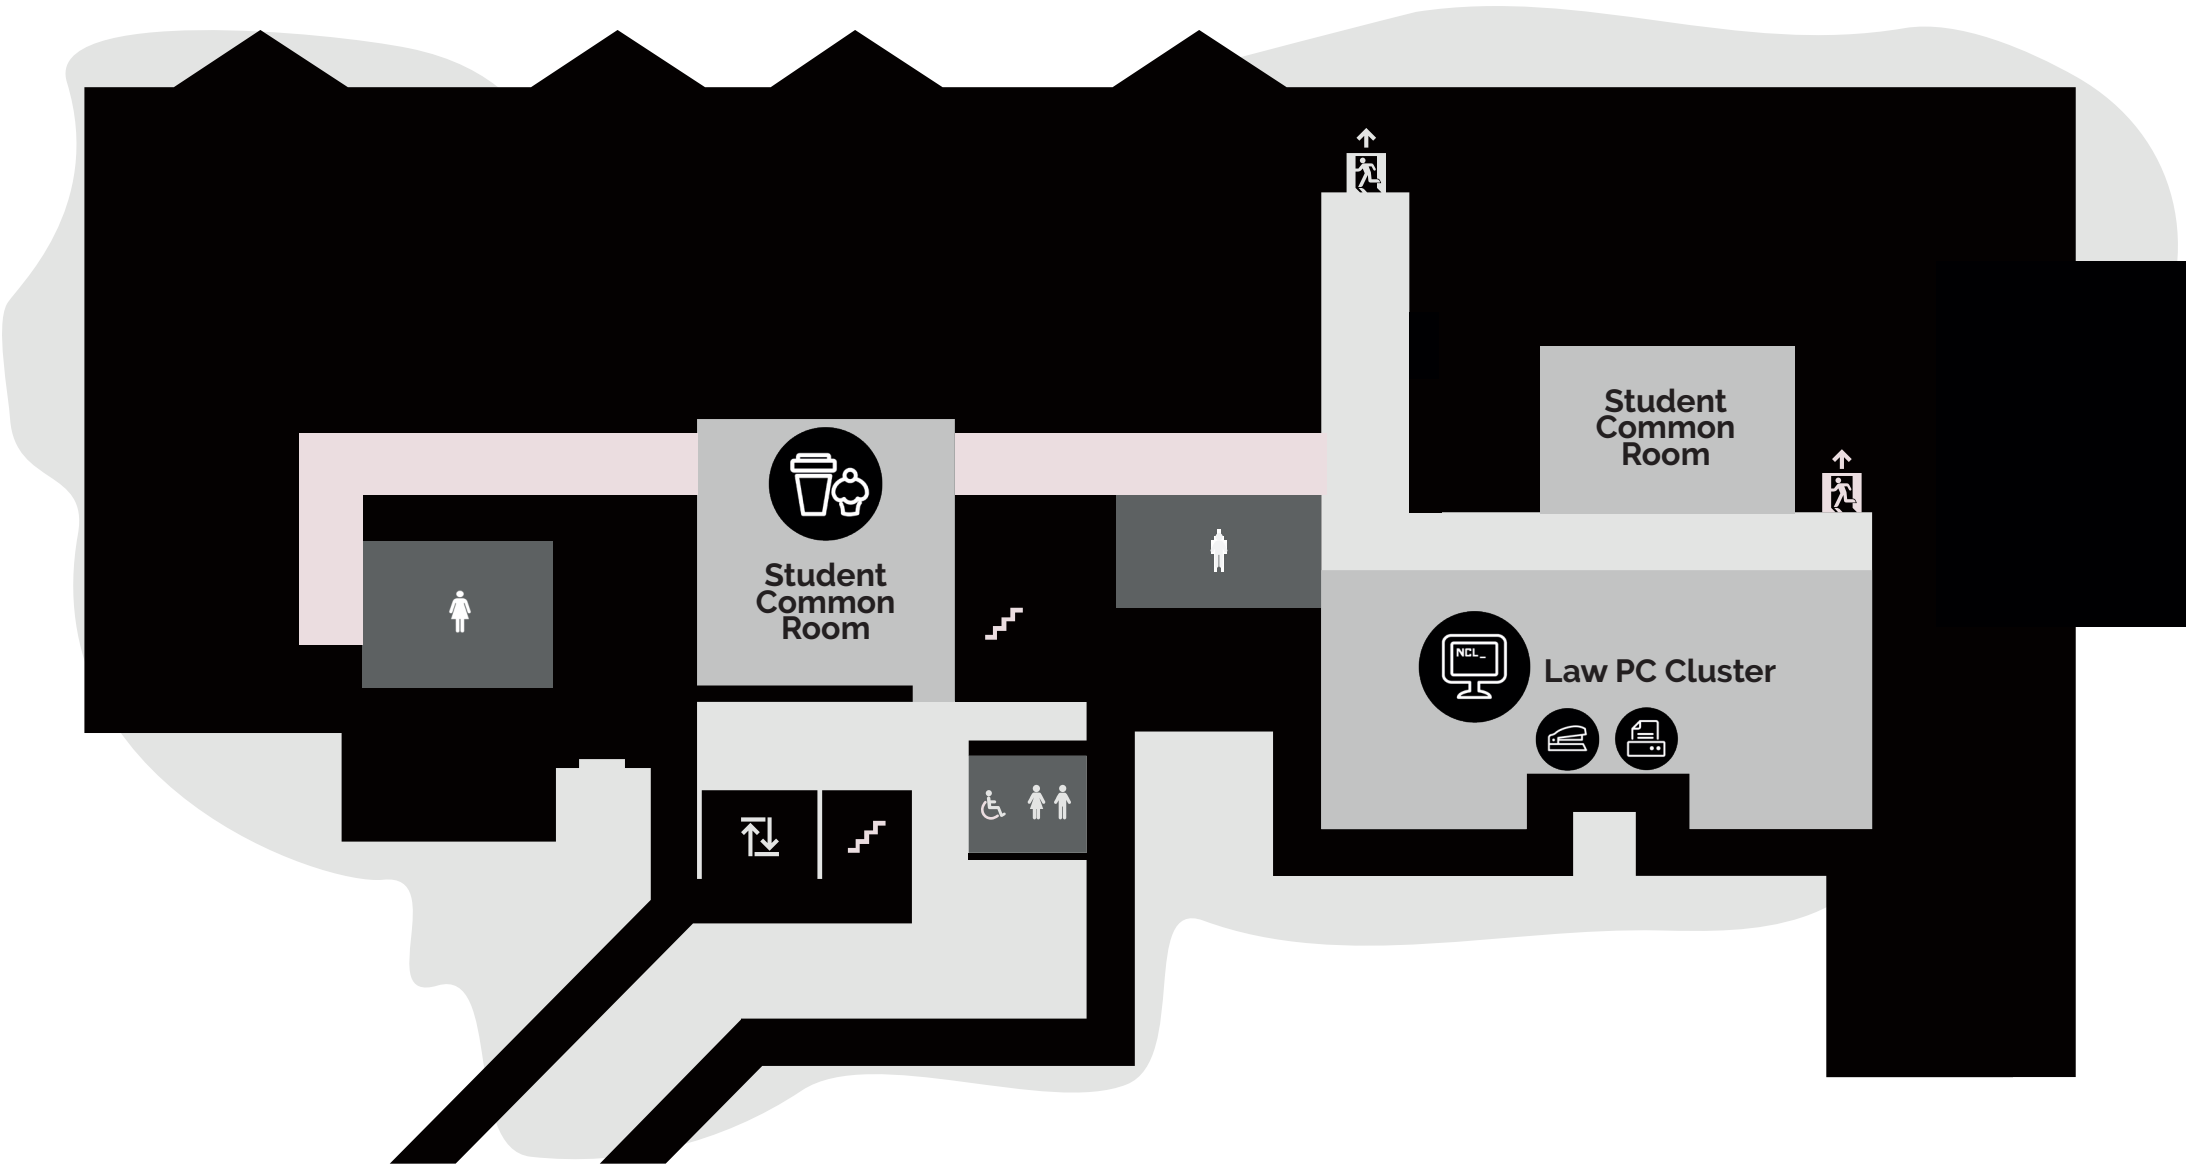 Student
Common
Room
Student
Common
Room
NCL_
Law PC Cluster